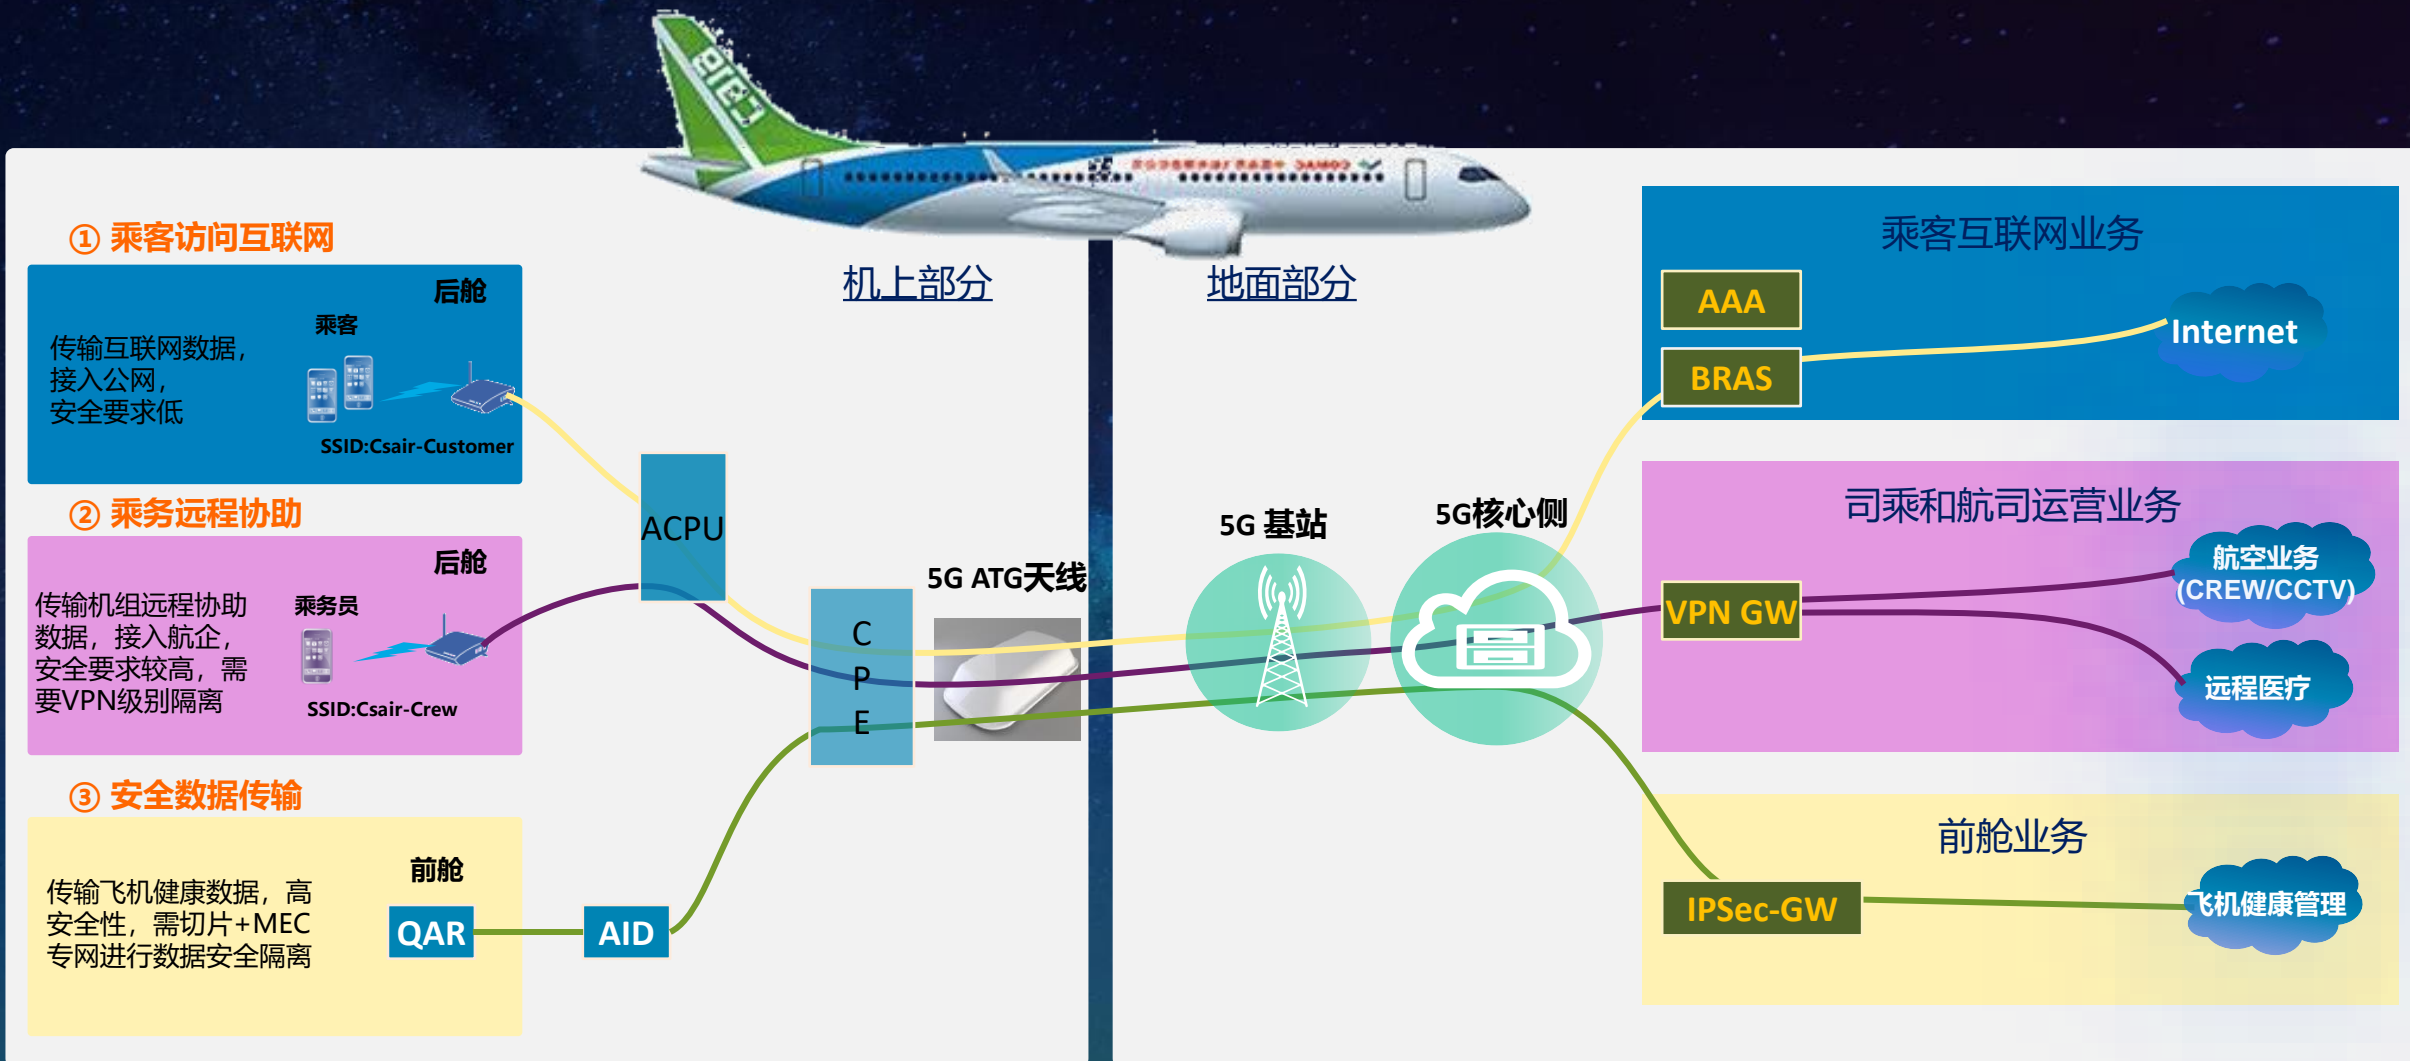 ① 乘客访问互联网
后舱
乘客
传输互联网数据，
接入公网，
安全要求低
SSID:Csair-Customer
② 乘务远程协助
后舱
乘务员
传输机组远程协助
数据，接入航企，
安全要求较高，需
要VPN级别隔离
SSID:Csair-Crew
③ 安全数据传输
前舱
传输飞机健康数据，高
安全性，需切片+MEC
专网进行数据安全隔离
QAR
AID
机上部分
ACPU
C
P
E
5G ATG天线
地面部分
5G 基站
5G核心侧
乘客互联网业务
AAA
BRAS
Internet
司乘和航司运营业务
VPN GW
航空业务
(CREW/CCTV)
远程医疗
前舱业务
IPSec-GW
飞机健康管理